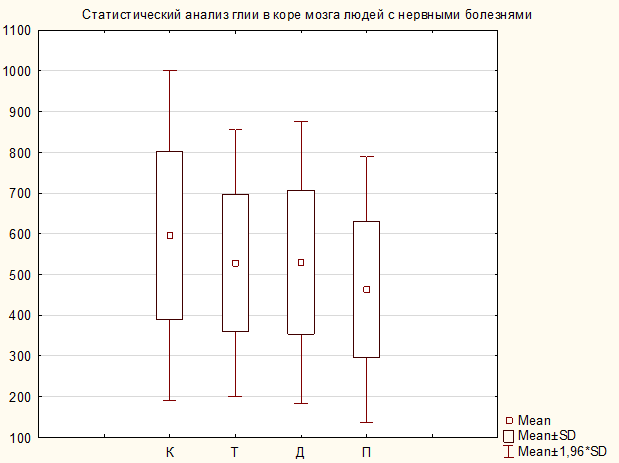 Статистический анализ глии в коре мозга людей с нервными болезнями
1100
1000
900
800
700
600
500
400
300
200
100
К Т Д П
Mean
Mean±SD
Mean±1,96*SD